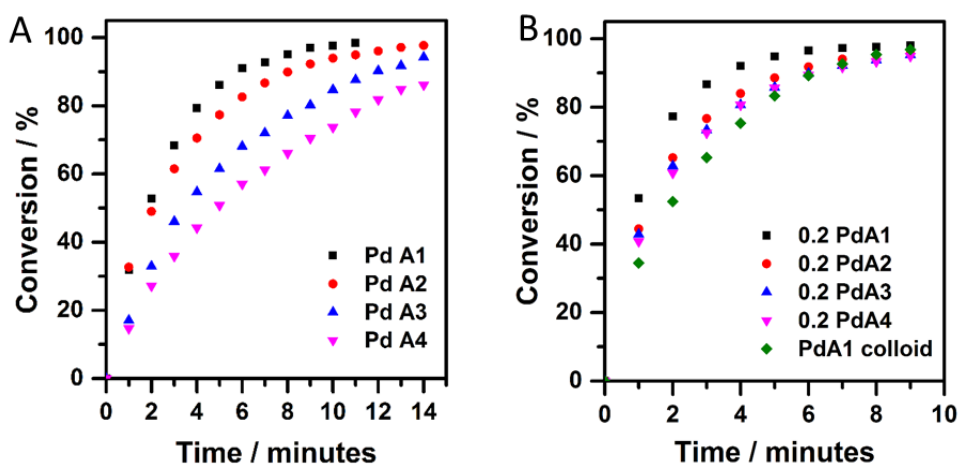 A
Conversion / %
100
80
60
40
20
0
Pd A1
Pd A2
Pd A3
Pd A4
0 2 4 6 8 10 12 14
Time / minutes
B
Conversion / %
100
80
60
40
20
0
0.2 PdA1
0.2 PdA2
0.2 PdA3
0.2 PdA4
PdA1 colloid
0 2 4 6 8 10
Time / minutes